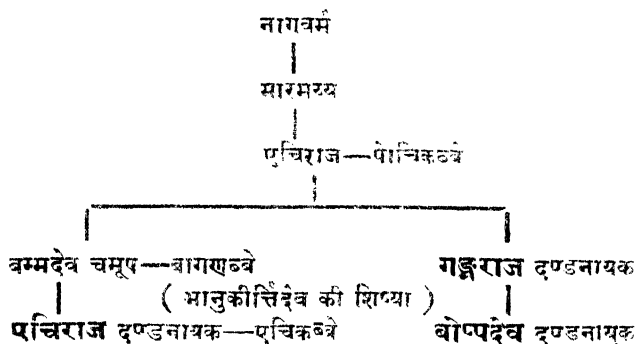 नागवर्म
मारमय्य
एचिराज—पोचिकब्बे
बम्मदेव चमूप—बागणब्बे गङ्गराज दण्डनायक
( भानुकीर्त्तिदेव की शिष्या )
एचिराज दण्डनायक—एचिकब्बे बोप्पदेव दण्डनायक